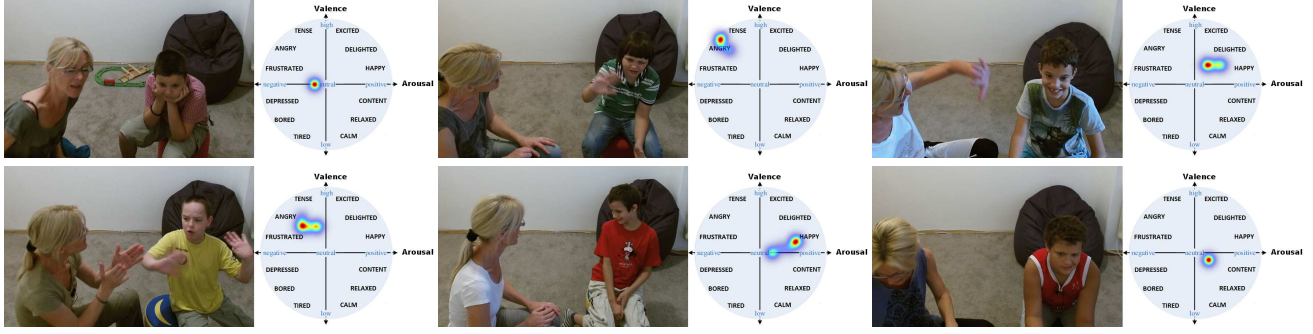 Valence
high
TENSE EXCITED
ANGRY DELIGHTED
FRUSTRATED HAPPY
negative neutral positive Arousal
DEPRESSED CONTENT
BORED RELAXED
TIRED CALM
low
Valence
high
TENSE EXCITED
ANGRY DELIGHTED
FRUSTRATED HAPPY
negative neutral positive Arousal
DEPRESSED CONTENT
BORED RELAXED
TIRED CALM
low
Valence
high
TENSE EXCITED
ANGRY DELIGHTED
FRUSTRATED HAPPY
negative neutral positive Arousal
DEPRESSED CONTENT
BORED RELAXED
TIRED CALM
low
Valence
high
TENSE EXCITED
ANGRY DELIGHTED
FRUSTRATED HAPPY
negative neutral positive Arousal
DEPRESSED CONTENT
BORED RELAXED
TIRED CALM
low
Valence
high
TENSE EXCITED
ANGRY DELIGHTED
FRUSTRATED HAPPY
negative neutral positive Arousal
DEPRESSED CONTENT
BORED RELAXED
TIRED CALM
low
Valence
high
TENSE EXCITED
ANGRY DELIGHTED
FRUSTRATED HAPPY
negative neutral positive Arousal
DEPRESSED CONTENT
BORED RELAXED
TIRED CALM
low